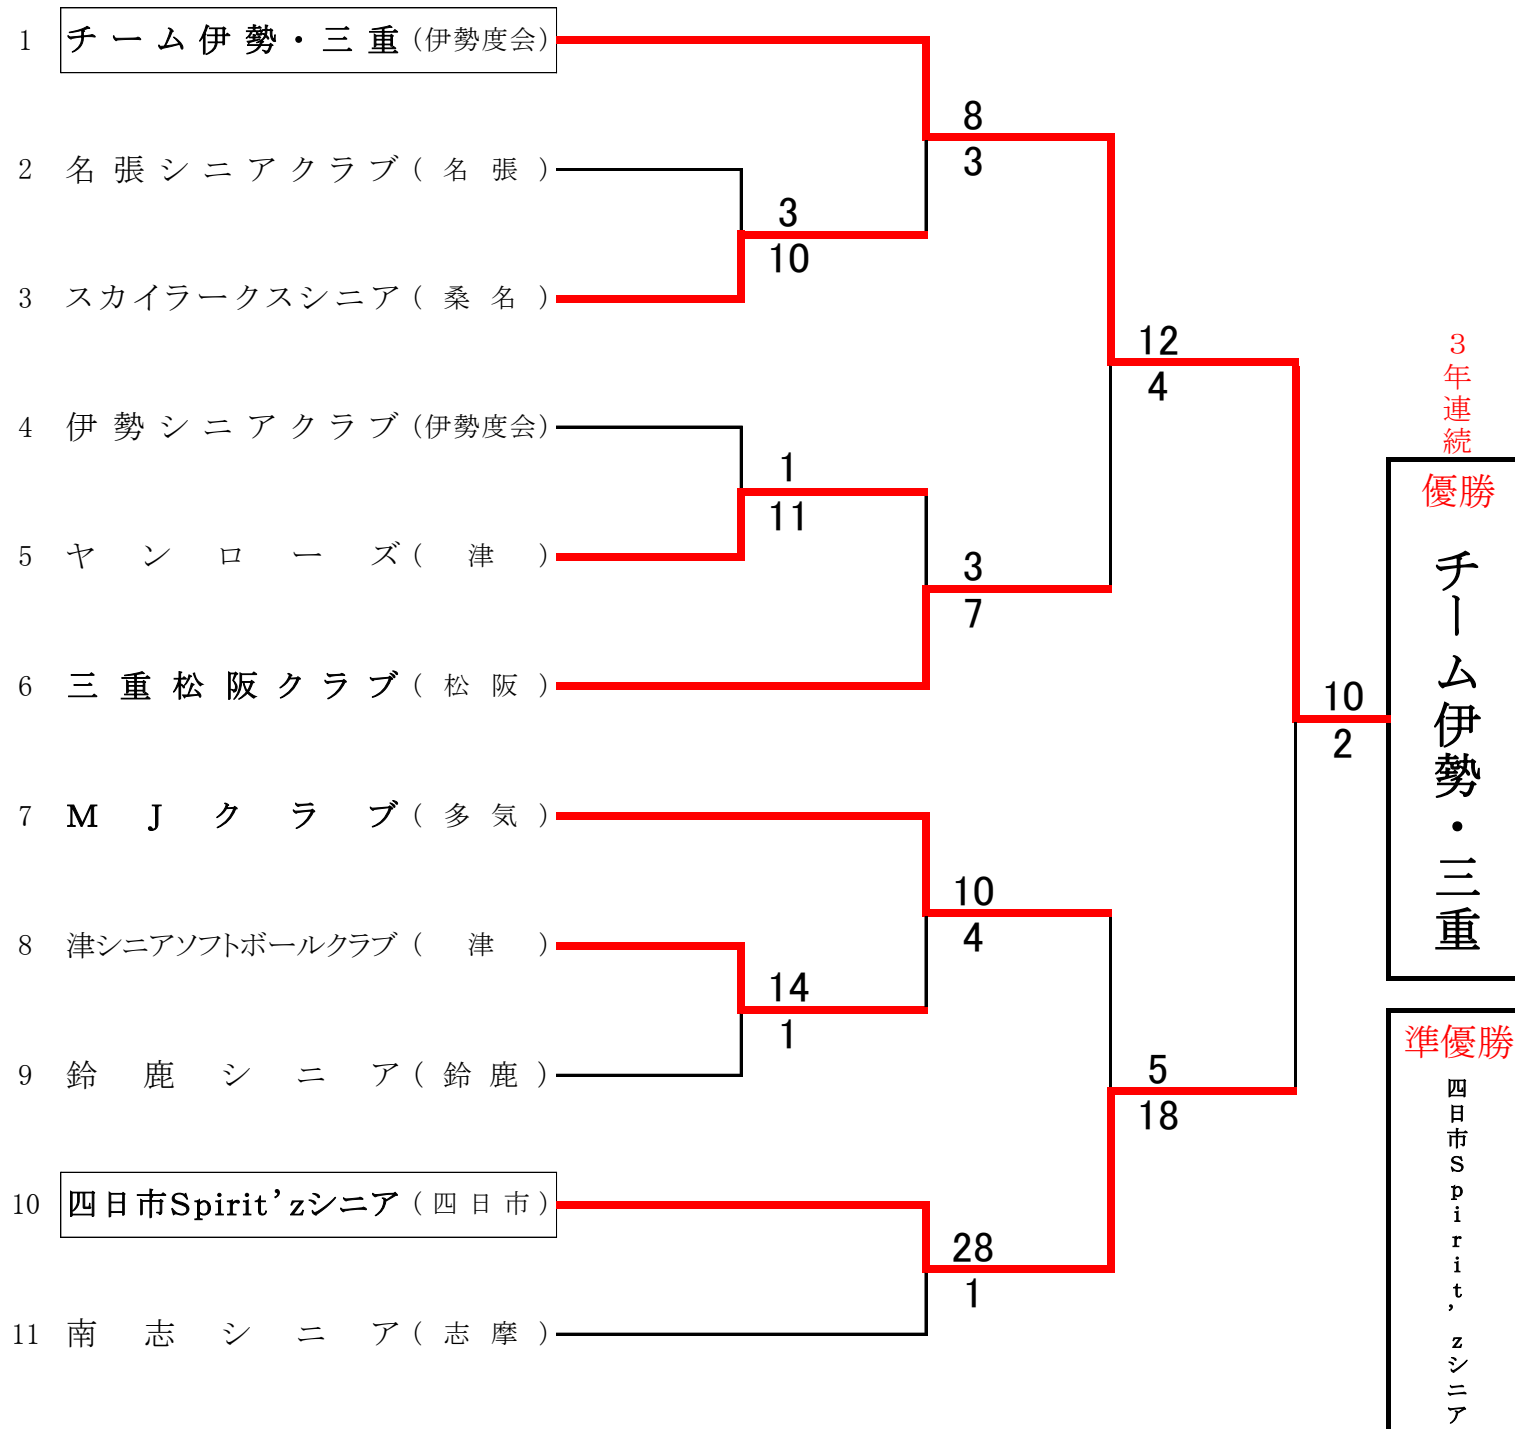 1 チーム伊勢・三重(伊勢度会)
2 名張シニアクラブ(名張)
3 スカイラークスシニア(桑名)
4 伊勢シニアクラブ(伊勢度会)
5 ヤンローズ(津)
6 三重松阪クラブ(松阪)
7 MJクラブ(多気)
8 津シニアソフトボールクラブ(津)
9 鈴鹿シニア(鈴鹿)
10 四日市Spirit’zシニア(四日市)
11 南志シニア(志摩)
3
10
1
11
14
1
8
3
3
7
10
4
28
1
12
4
5
18
10
2
3年連続
優勝
チーム伊勢・三重
準優勝
四日市Spirit’zシニア